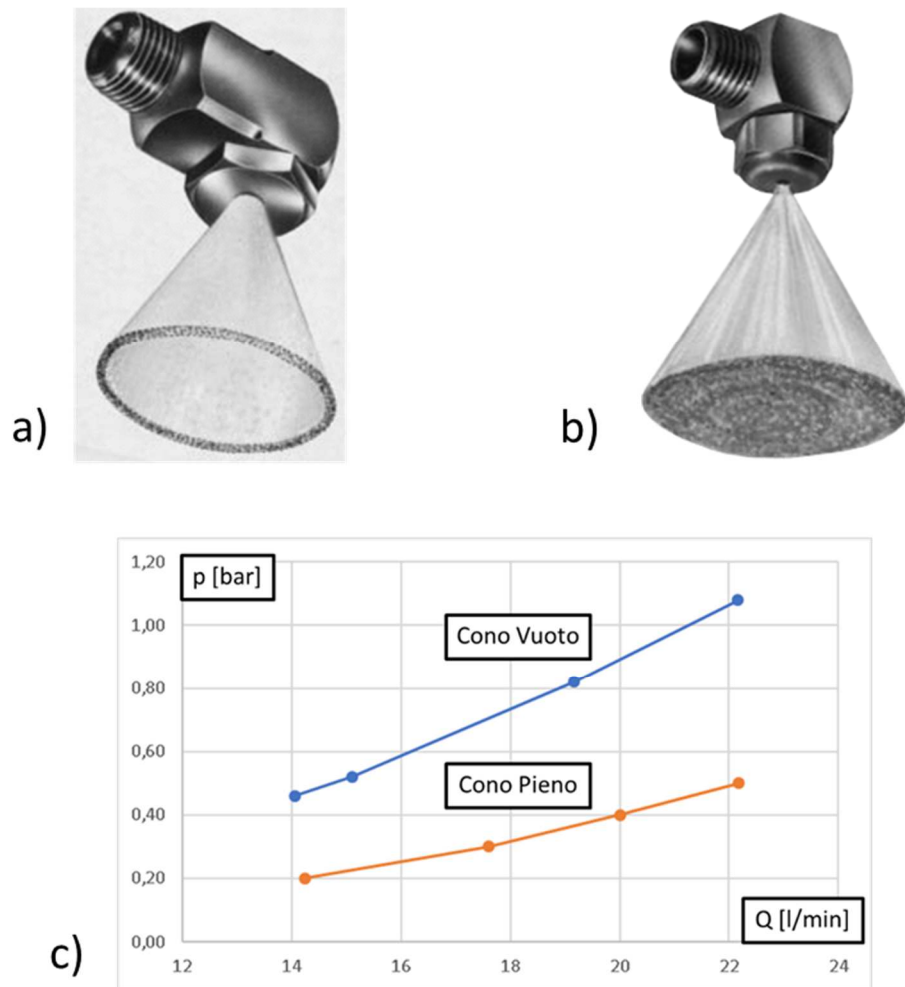 a)
b)
1,20
p [bar]
1,00
Cono Vuoto
0,80
0,60
Cono Pieno
0,40
0,20
Q [l/min]
0,00
c)
12 14 16 18 20 22 24